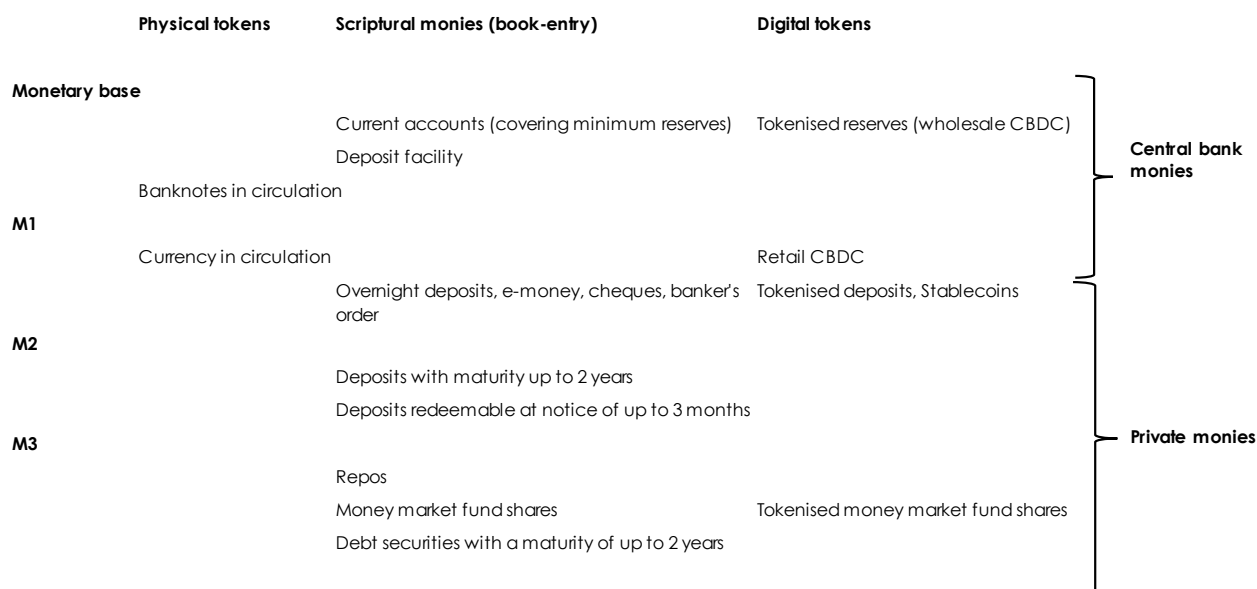 Physical tokens Scriptural monies (book-entry) Digital tokens
Monetary base
Current accounts (covering minimum reserves) Tokenised reserves (wholesale CBDC)
Deposit facility
Central bank
monies
Banknotes in circulation
M1
Currency in circulation Retail CBDC
Overnight deposits, e-money, cheques, banker's Tokenised deposits, Stablecoins
order
M2
Deposits with maturity up to 2 years
Deposits redeemable at notice of up to 3 months
M3
Private monies
Repos
Money market fund shares Tokenised money market fund shares
Debt securities with a maturity of up to 2 years